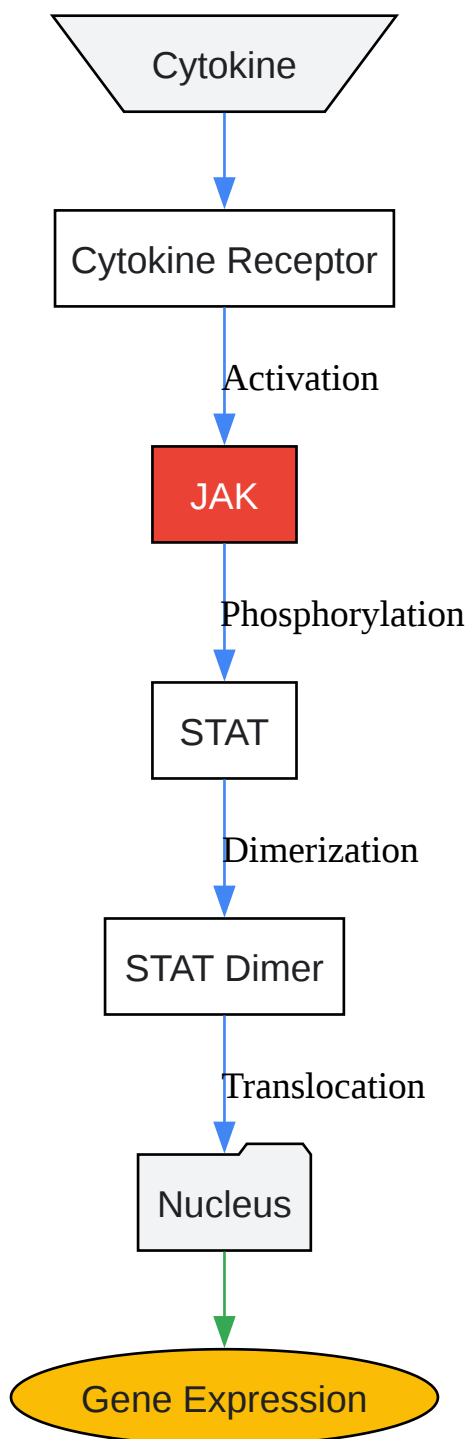 Cytokine
Cytokine Receptor
Activation
JAK
Phosphorylation
STAT
Dimerization
STAT Dimer
Translocation
Nucleus
Gene Expression